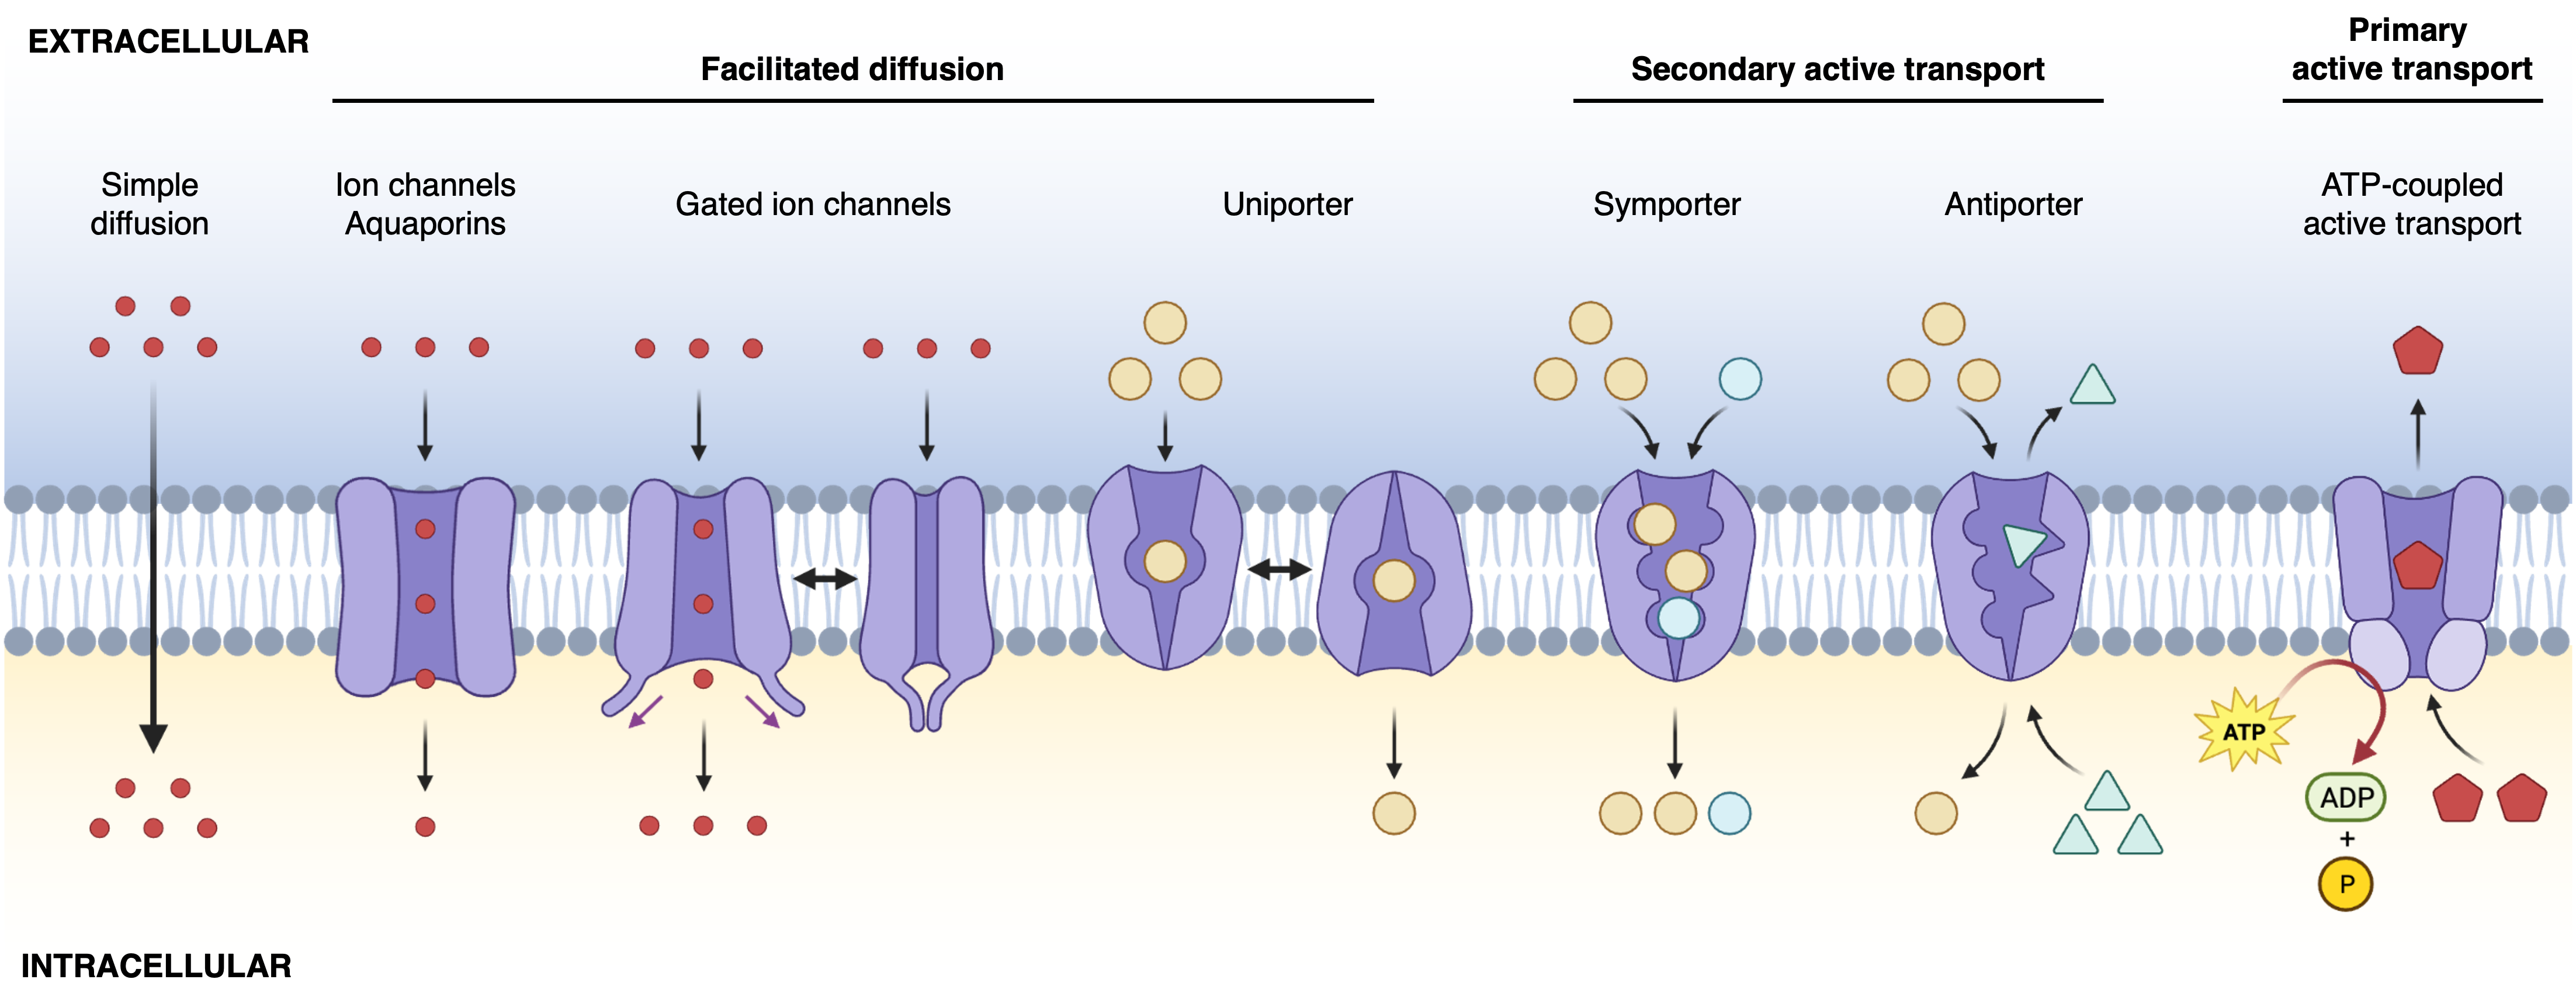 EXTRACELLULAR
Facilitated diffusion
Secondary active transport
Primary
active transport
Simple
diffusion
Ion channels
Aquaporins
Gated ion channels
Uniporter
Symporter
Antiporter
ATP-coupled
active transport
ATP
ADP
+
P
INTRACELLULAR